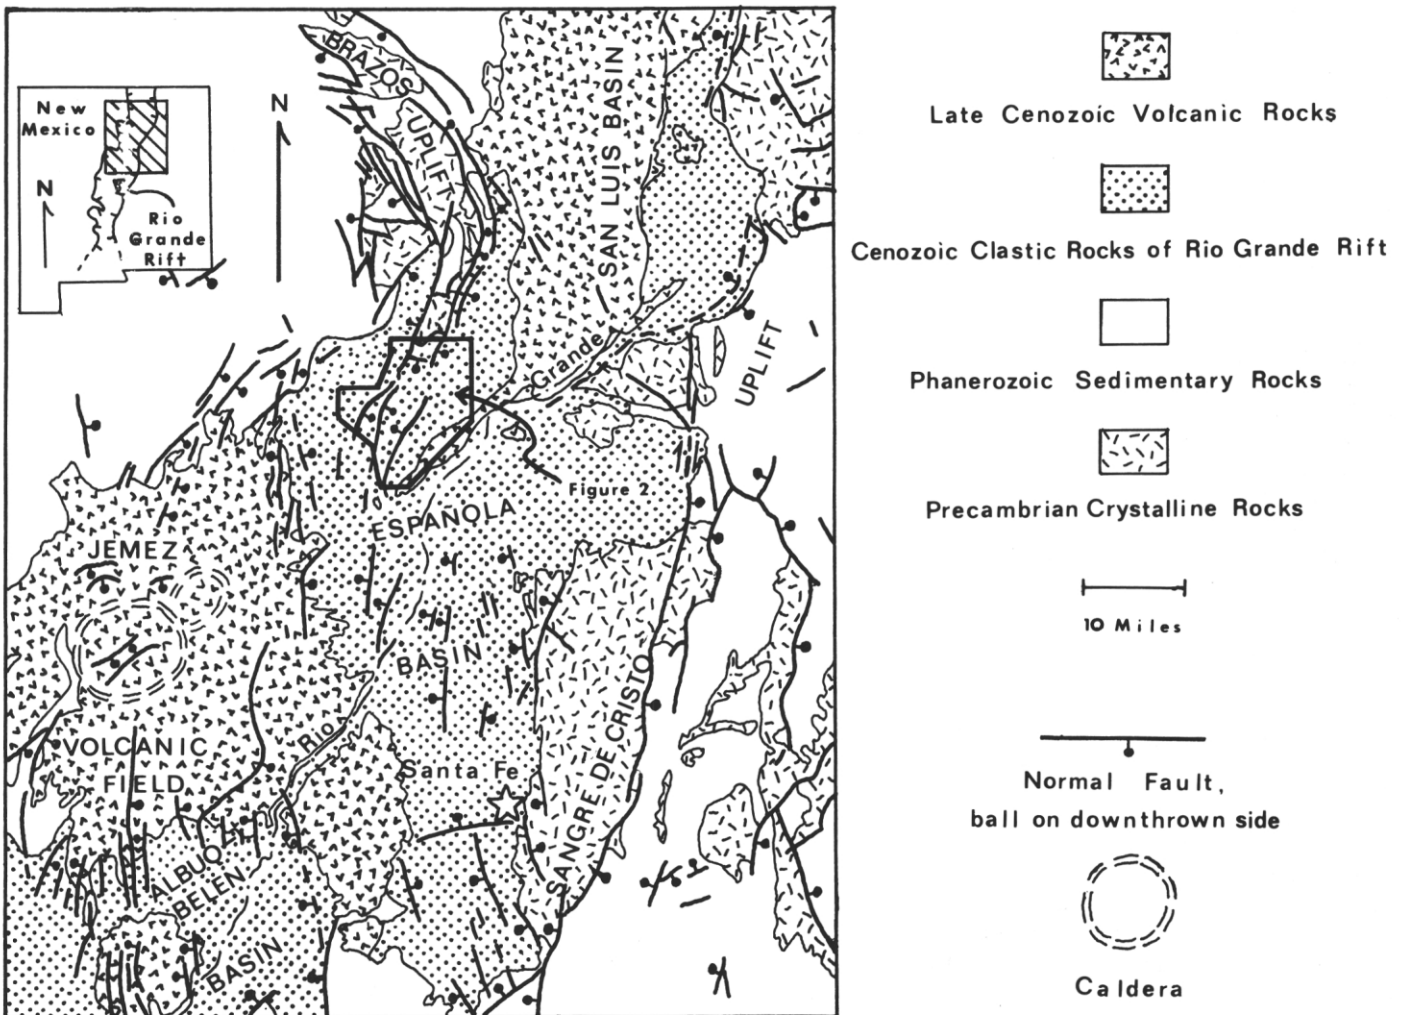 BRAZOS
UPLIFT
SAN LUIS BASIN
New
Mexico
N
N
Rio
Grande
Rift
Grande
UPLIFT
Figure 2
ESPANOLA
BASIN
JEMEZ
VOLCANIC
FIELD
Rio
Santa Fe
SANGRE DE CRISTO
ALBUQ
BELEN
BASIN
Late Cenozoic Volcanic Rocks
Cenozoic Clastic Rocks of Rio Grande Rift
Phanerozoic Sedimentary Rocks
Precambrian Crystalline Rocks
10 Miles
Normal Fault,
ball on downthrown side
Caldera